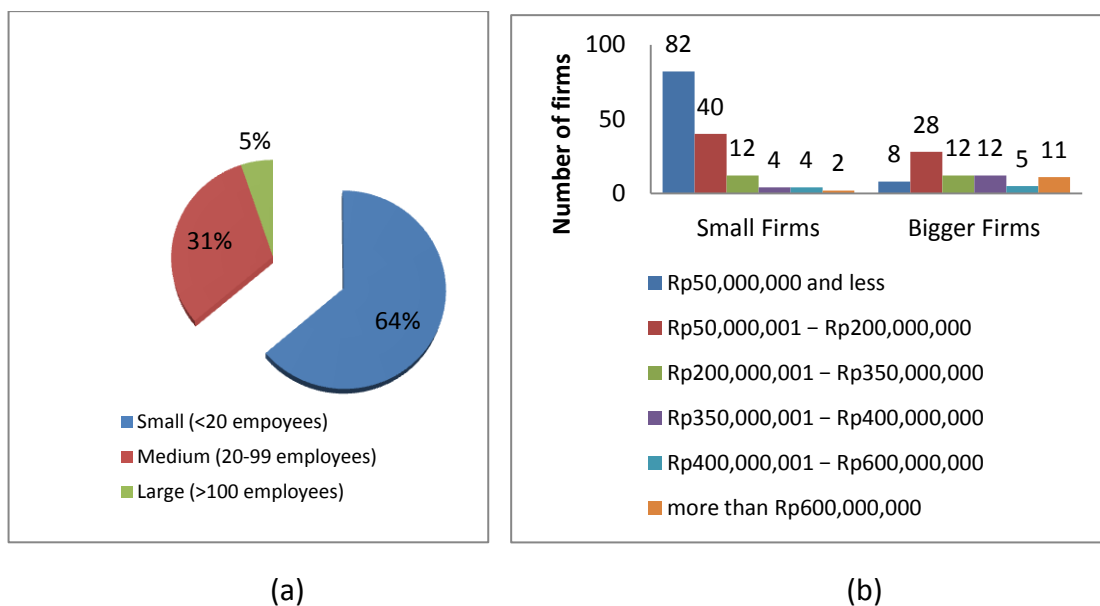 5%
31%
64%
Small (<20 empoyees)
Medium (20-99 employees)
Large (>100 employees)
(a)
Number of firms
100
50
0
82
40
12
4
4
2
8
28
12
12
5
11
Small Firms
Bigger Firms
Rp50,000,000 and less
Rp50,000,001 − Rp200,000,000
Rp200,000,001 − Rp350,000,000
Rp350,000,001 − Rp400,000,000
Rp400,000,001 − Rp600,000,000
more than Rp600,000,000
(b)